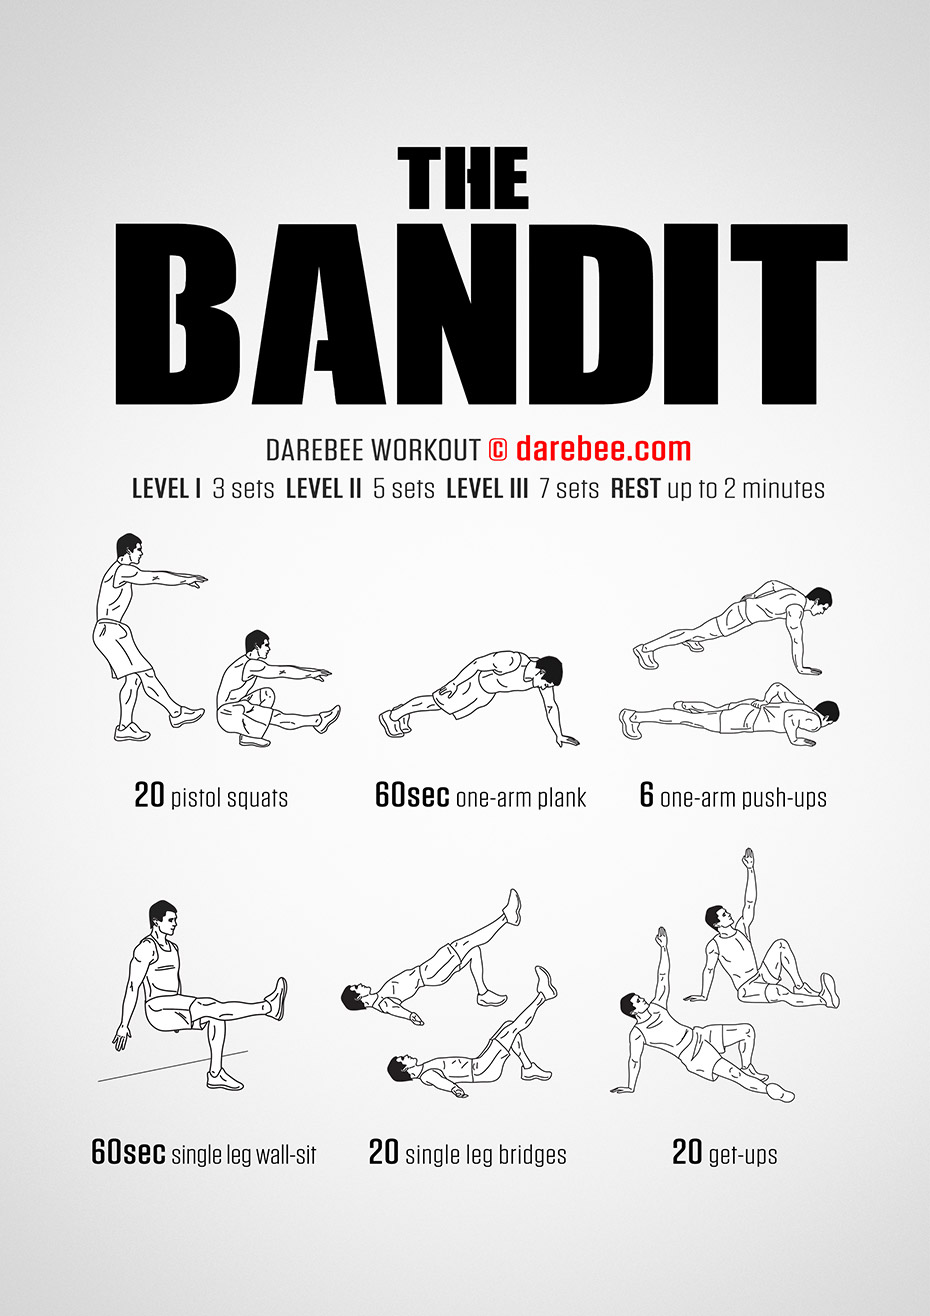 THE
BANDIT
DAREBEE WORKOUT © darebee.com
LEVEL I 3 sets LEVEL II 5 sets LEVEL III 7 sets REST up to 2 minutes
20 pistol squats
60sec one-arm plank
6 one-arm push-ups
60sec single leg wall-sit
20 single leg bridges
20 get-ups